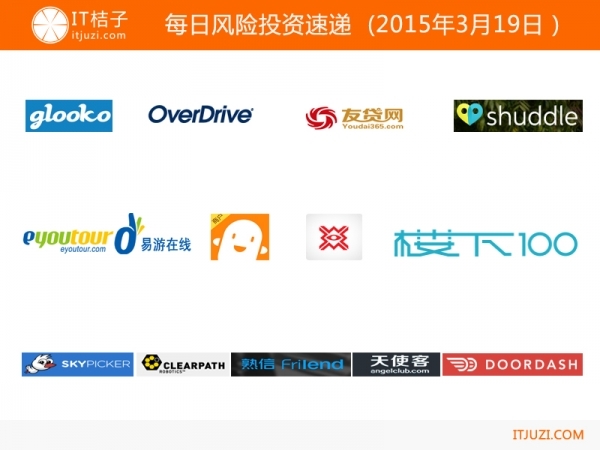 IT桔子
itjuzi.com
每日风险投资速递（2015年3月19日）
glooko
OverDrive
友贷网
Youdai365.com
shuddle
eyoutour
eyoutour.com
易游在线
商户
楼下100
SKYPICKER
CLEARPATH
ROBOTICS
熟信 Frilend
天使客
angelclub.com
DOORDASH
ITJUZI.COM